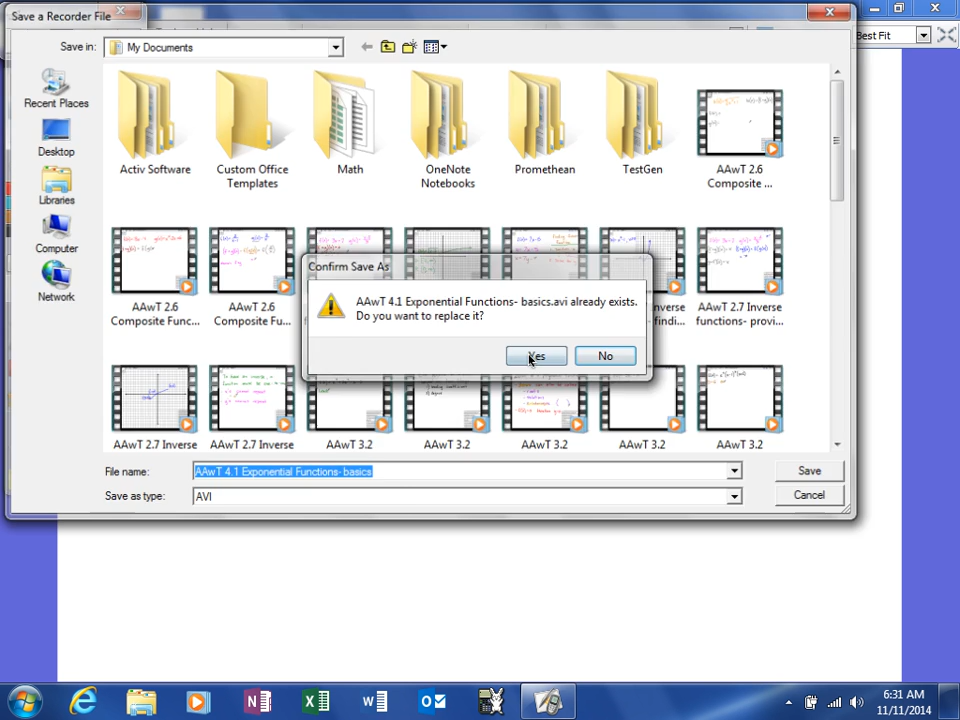 Save a Recorder File
Best Fit
Save in:
My Documents
Recent Places
Desktop
Libraries
Computer
Network
Activ Software
Custom Office
Templates
Math
OneNote
Notebooks
Promethean
TestGen
AAwT 2.6
Composite ...
AAwT 2.6
Composite Func...
AAwT 2.6
Composite Fu...
AAwT 2.7 Inverse
functions- provi...
Confirm Save As
AAwT 4.1 Exponential Functions- basics.avi already exists.
Do you want to replace it?
Yes
No
AAwT 2.7 Inverse
AAwT 2.7 Inverse
AAwT 3.2
AAwT 3.2
AAwT 3.2
AAwT 3.2
AAwT 3.2
File name:
AAwT 4.1 Exponential Functions- basics
Save
Save as type:
AVI
Cancel
6:31 AM
11/11/2014